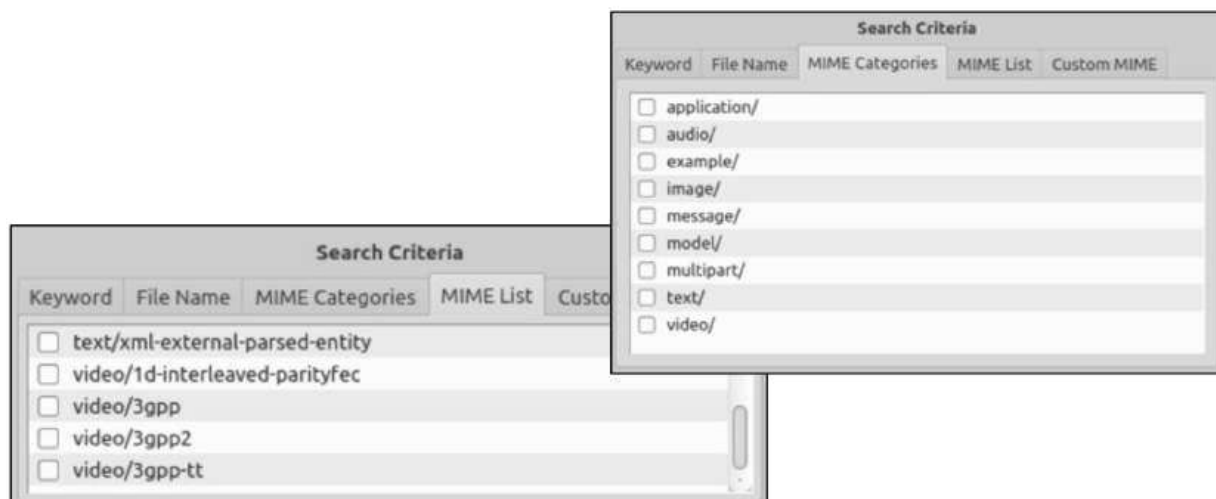 Search Criteria
Keyword File Name MIME Categories MIME List Custom MIME
application/
audio/
example/
image/
message/
model/
multipart/
text/
video/
Search Criteria
Keyword File Name MIME Categories MIME List Custo
text/xml-external-parsed-entity
video/1d-interleaved-parityfec
video/3gpp
video/3gpp2
video/3gpp-tt